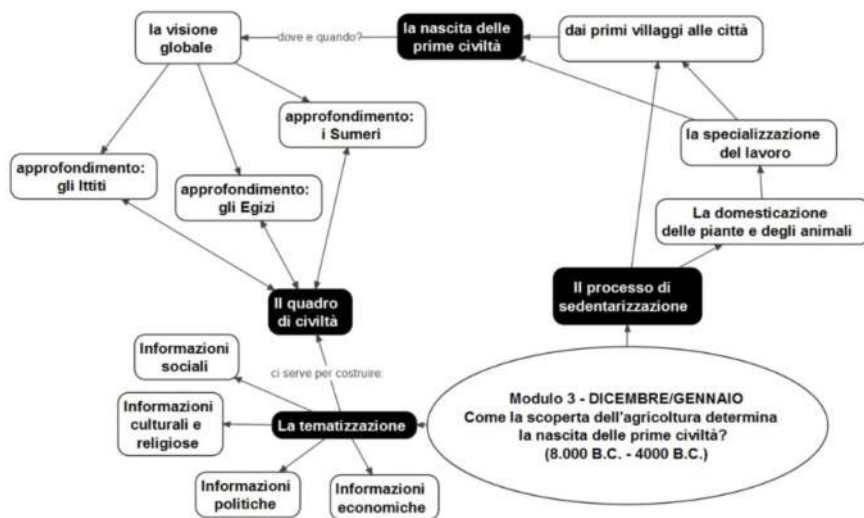 la visione
globale
dove e quando?
la nascita delle
prime civiltà
dai primi villaggi alle città
approfondimento:
i Sumeri
la specializzazione
del lavoro
approfondimento:
gli Ittiti
approfondimento:
gli Egizi
La domesticazione
delle piante e degli animali
Il processo di
sedentarizzazione
Il quadro
di civiltà
Informazioni
sociali
ci serve per costruire:
Informazioni
culturali e
religiose
La tematizzazione
Modulo 3 - DICEMBRE/GENNAIO
Come la scoperta dell'agricoltura determina
la nascita delle prime civiltà?
(8.000 B.C. - 4000 B.C.)
Informazioni
politiche
Informazioni
economiche